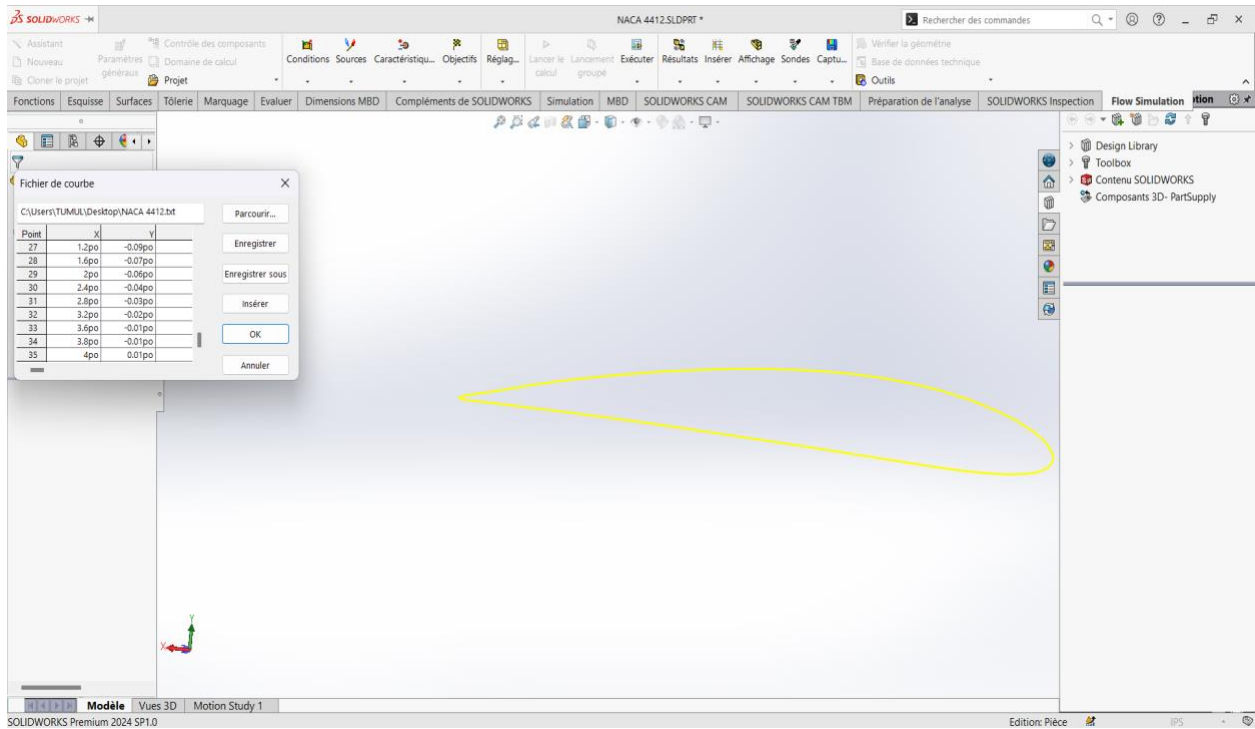 SOLIDWORKS
NACA 4412.SLDPRT *
Rechercher des commandes
Assistant
Nouveau
Cloner le projet
Paramètres généraux
Contrôle des composants
Domaine de calcul
Projet
Conditions Sources Caractéristiqu... Objectifs Réglag... Lancer le calcul Lancement groupé Exécuter Résultats Insérer Affichage Sondes Captu...
Vérifier la géométrie
Base de données technique
Outils
Fonctions Esquisse Surfaces Tôlerie Marquage Evaluer Dimensions MBD Compléments de SOLIDWORKS Simulation MBD SOLIDWORKS CAM SOLIDWORKS CAM TBM Préparation de l'analyse SOLIDWORKS Inspection Flow Simulation tion
Design Library
Toolbox
Contenu SOLIDWORKS
Composants 3D- PartSupply
Fichier de courbe
C:\Users\TUMUL\Desktop\NACA 4412.txt
Parcourir...
Enregistrer
Enregistrer sous
Insérer
OK
Annuler
Point X Y
27 1.2po -0.09po
28 1.6po -0.07po
29 2po -0.06po
30 2.4po -0.04po
31 2.8po -0.03po
32 3.2po -0.02po
33 3.6po -0.01po
34 3.8po -0.01po
35 4po 0.01po
Y
X
Modèle Vues 3D Motion Study 1
SOLIDWORKS Premium 2024 SP1.0
Edition: Pièce
IPS